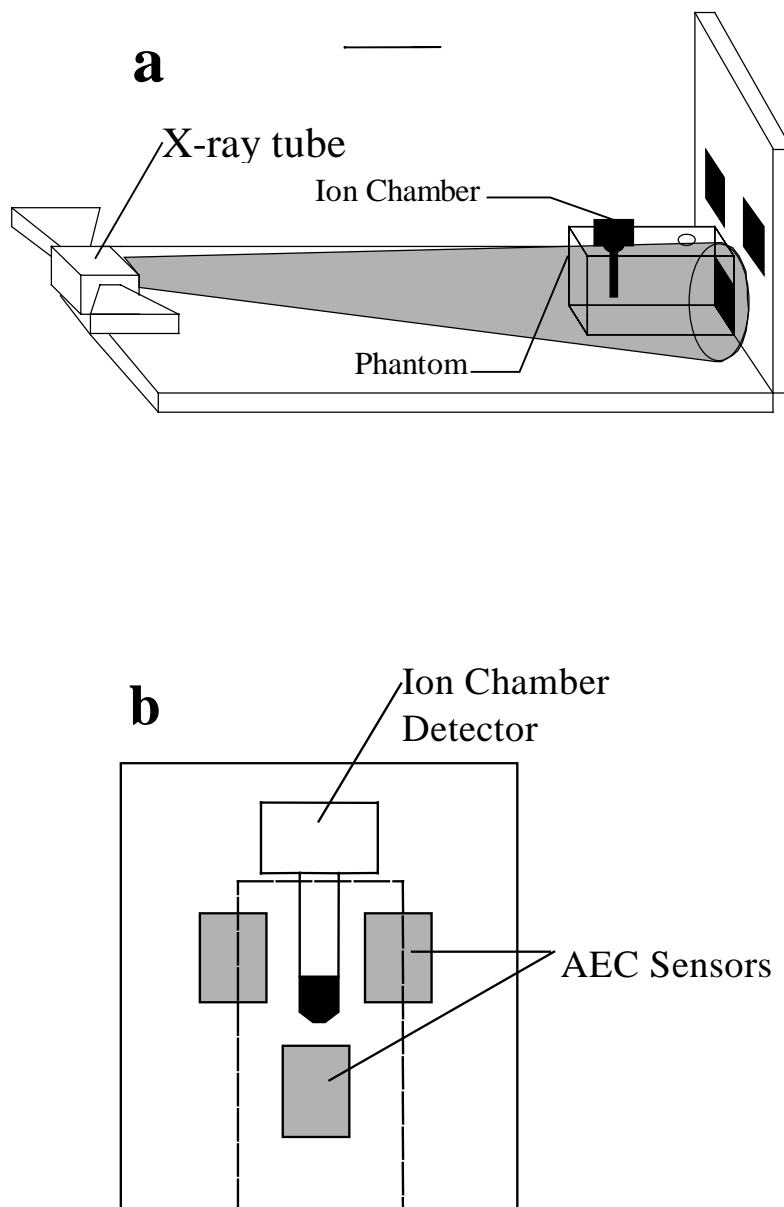 a
X-ray tube
Ion Chamber
Phantom
b
Ion Chamber
Detector
AEC Sensors